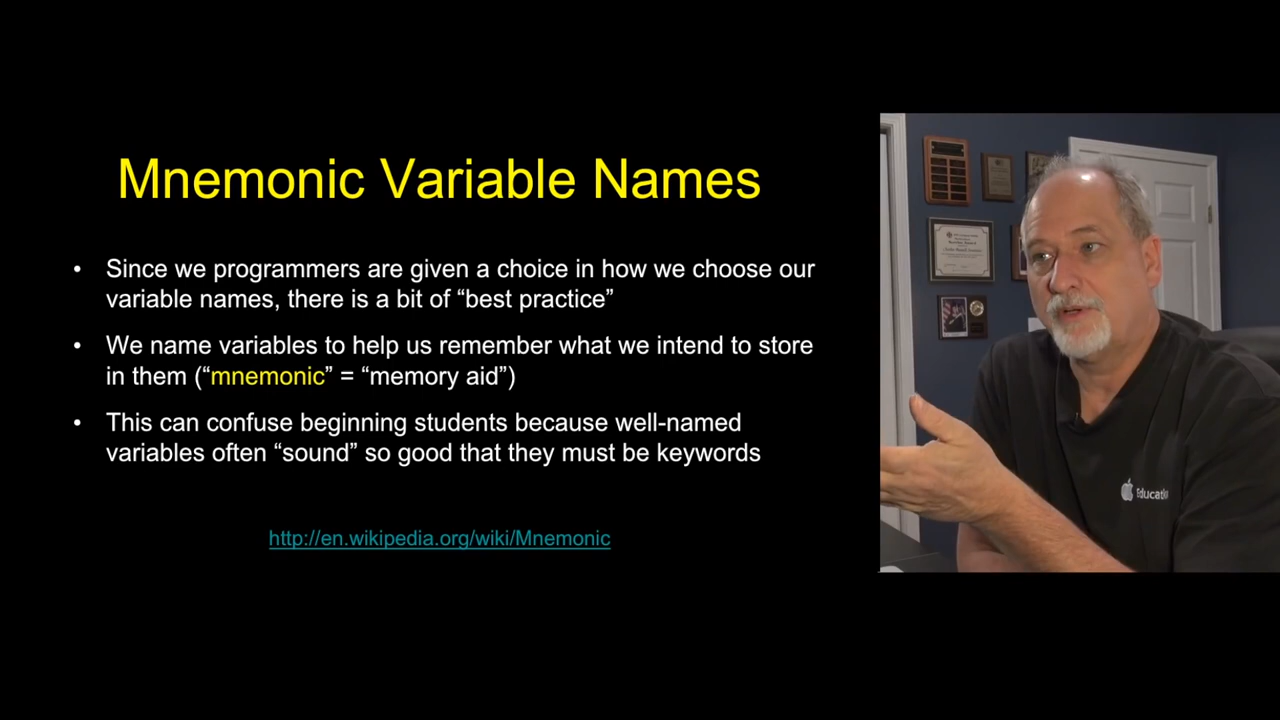 Mnemonic Variable Names
• Since we programmers are given a choice in how we choose our
variable names, there is a bit of “best practice”
• We name variables to help us remember what we intend to store
in them (“mnemonic” = “memory aid”)
• This can confuse beginning students because well-named
variables often “sound” so good that they must be keywords
http://en.wikipedia.org/wiki/Mnemonic